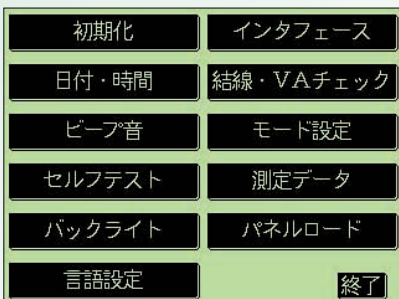 初期化 インタフェース
日付・時間 結線・VAチェック
ビープ音 モード設定
セルフテスト 測定データ
バックライト パネルロード
言語設定 終了